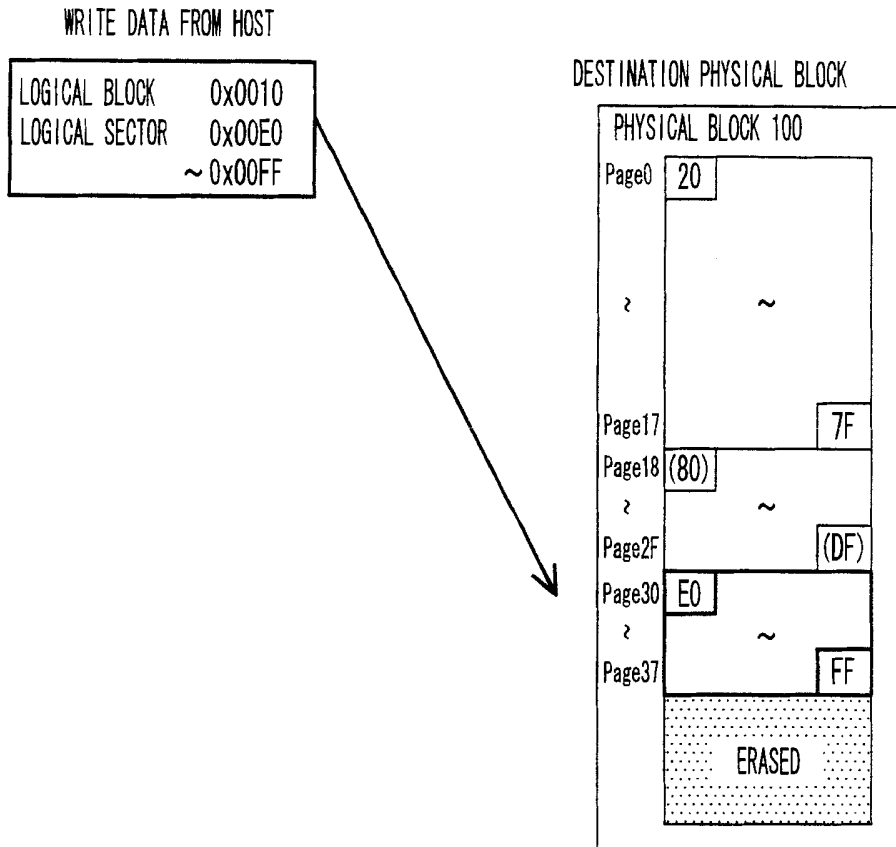 WRITE DATA FROM HOST
LOGICAL BLOCK 0x0010
LOGICAL SECTOR 0x00E0
~0x00FF
DESTINATION PHYSICAL BLOCK
PHYSICAL BLOCK 100
Page0 20
~ ~
Page17 7F
Page18 (80)
~ ~
Page2F (DF)
Page30 E0
~ ~
Page37 FF
ERASED